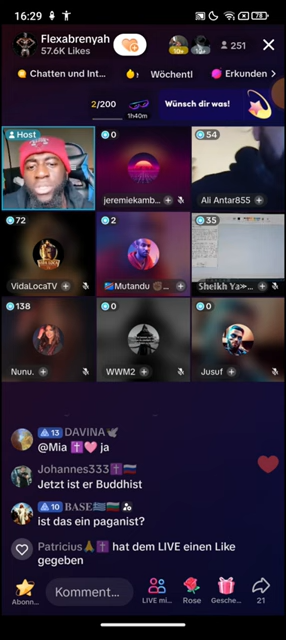 16:29
78
Flexabrenyah
57.6K Likes
10+
251
Chatten und Int...
Wöchentl
Erkunden >
2/200
1h40m
Wünsch dir was!
Host
0
54
jeremiekamb...
Ali Antar855
72
2
35
VidaLocaTV
Mutandu
Sheikh Ya»...
138
0
0
Nunu.
WWM2
Jusuf
13 DAVINA🕊
@Mia ✝️🩷 ja
Johannes333✝️🇷🇺
Jetzt ist er Buddhist
10 BASE🇬🇷🇧🇬
ist das ein paganist?
Patricius🙏✝️ hat dem LIVE einen Like
gegeben
Abonn...
Komment...
LIVE mi...
Rose
Gesche...
21